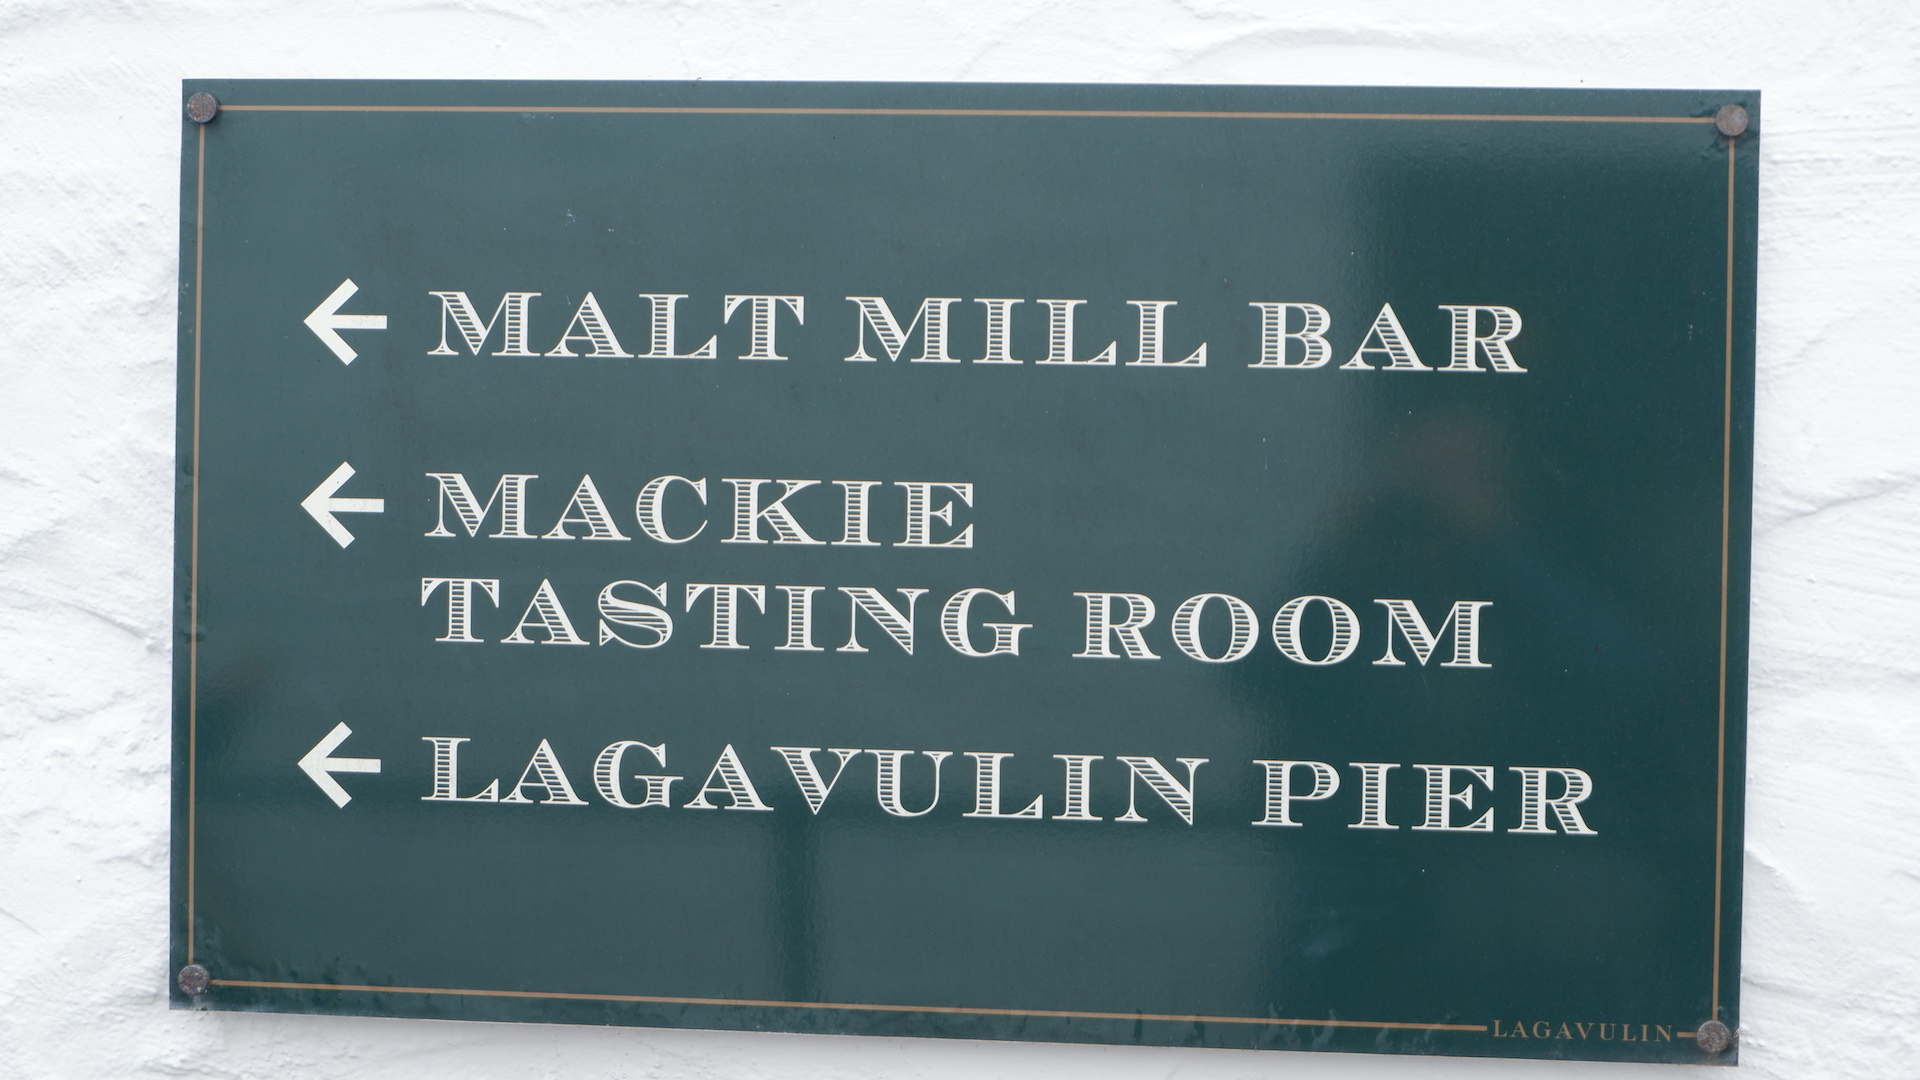 ← MALT MILL BAR
← MACKIE
TASTING ROOM
← LAGAVULIN PIER
LAGAVULIN